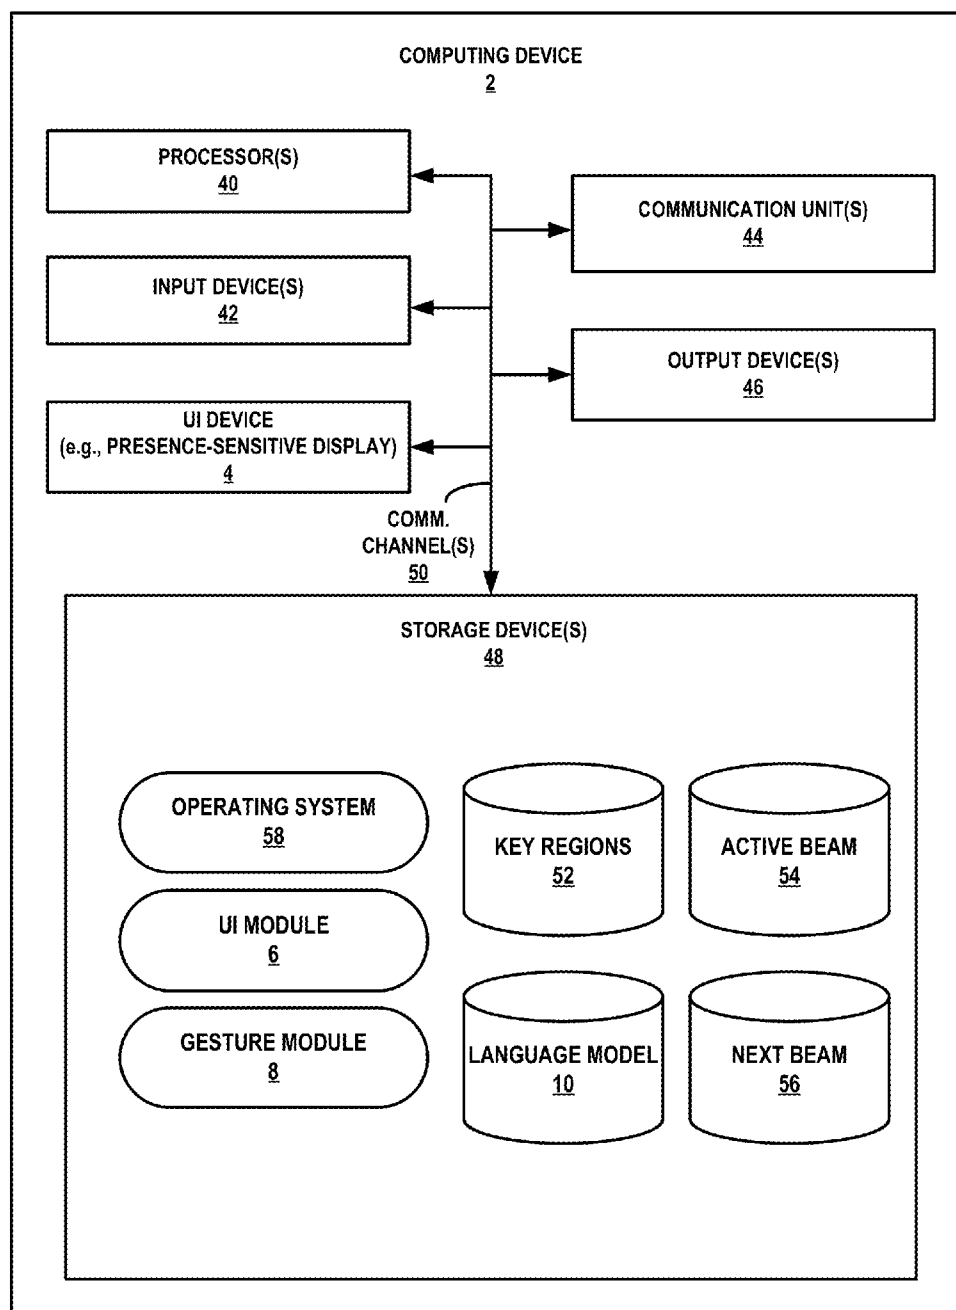 COMPUTING DEVICE
2
PROCESSOR(S)
40
COMMUNICATION UNIT(S)
44
INPUT DEVICE(S)
42
OUTPUT DEVICE(S)
46
UI DEVICE
(e.g., PRESENCE-SENSITIVE DISPLAY)
4
COMM.
CHANNEL(S)
50
STORAGE DEVICE(S)
48
OPERATING SYSTEM
58
KEY REGIONS
52
ACTIVE BEAM
54
UI MODULE
6
GESTURE MODULE
8
LANGUAGE MODEL
10
NEXT BEAM
56